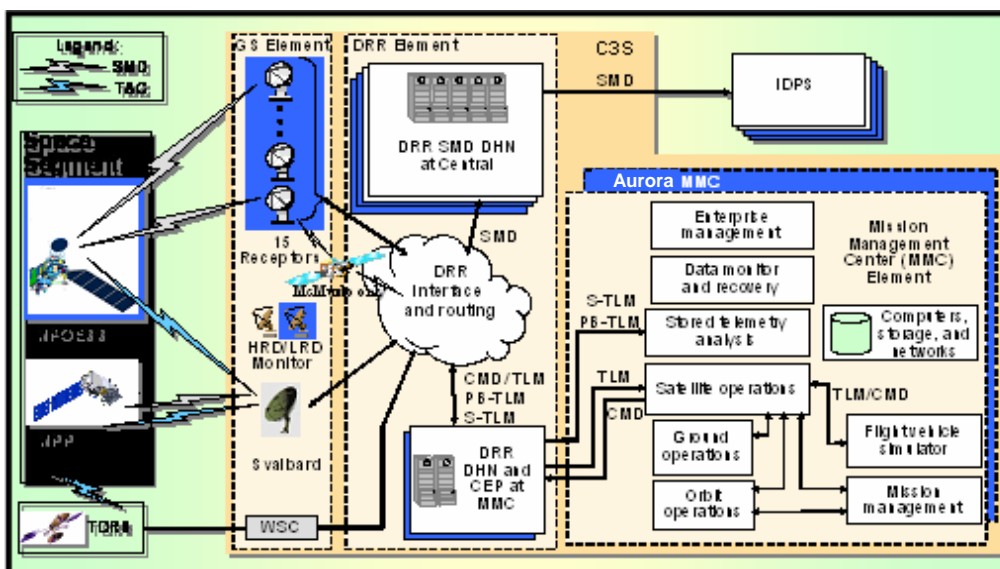 Legend:
SMD
T&C
Space
Segment
NPOESS
NPP
TDRS
GS Element
15
Receptors
HRD/LRD
Monitor
Svalbard
WSC
DRR Element
DRR SMD DHN
at Central
SMD
DRR
Interface
and routing
CMD/TLM
PB-TLM
S-TLM
DRR
DHN and
CEP at
MMC
C3S
SMD
IDPS
Aurora MMC
Enterprise
management
Data monitor
and recovery
Stored telemetry
analysis
Satellite operations
Ground
operations
Orbit
operations
Mission
Management
Center (MMC)
Element
Computers,
storage, and
networks
S-TLM
PB-TLM
TLM
CMD
TLM/CMD
Flight vehicle
simulator
Mission
management